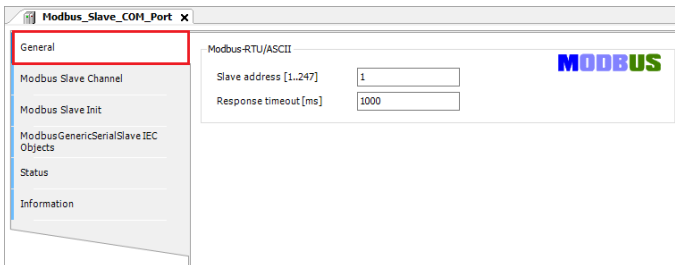 Modbus_Slave_COM_Port x
General
Modbus Slave Channel
Modbus Slave Init
ModbusGenericSerialSlave IEC
Objects
Status
Information
Modbus-RTU/ASCII
MODBUS
Slave address [1..247] 1
Response timeout [ms] 1000